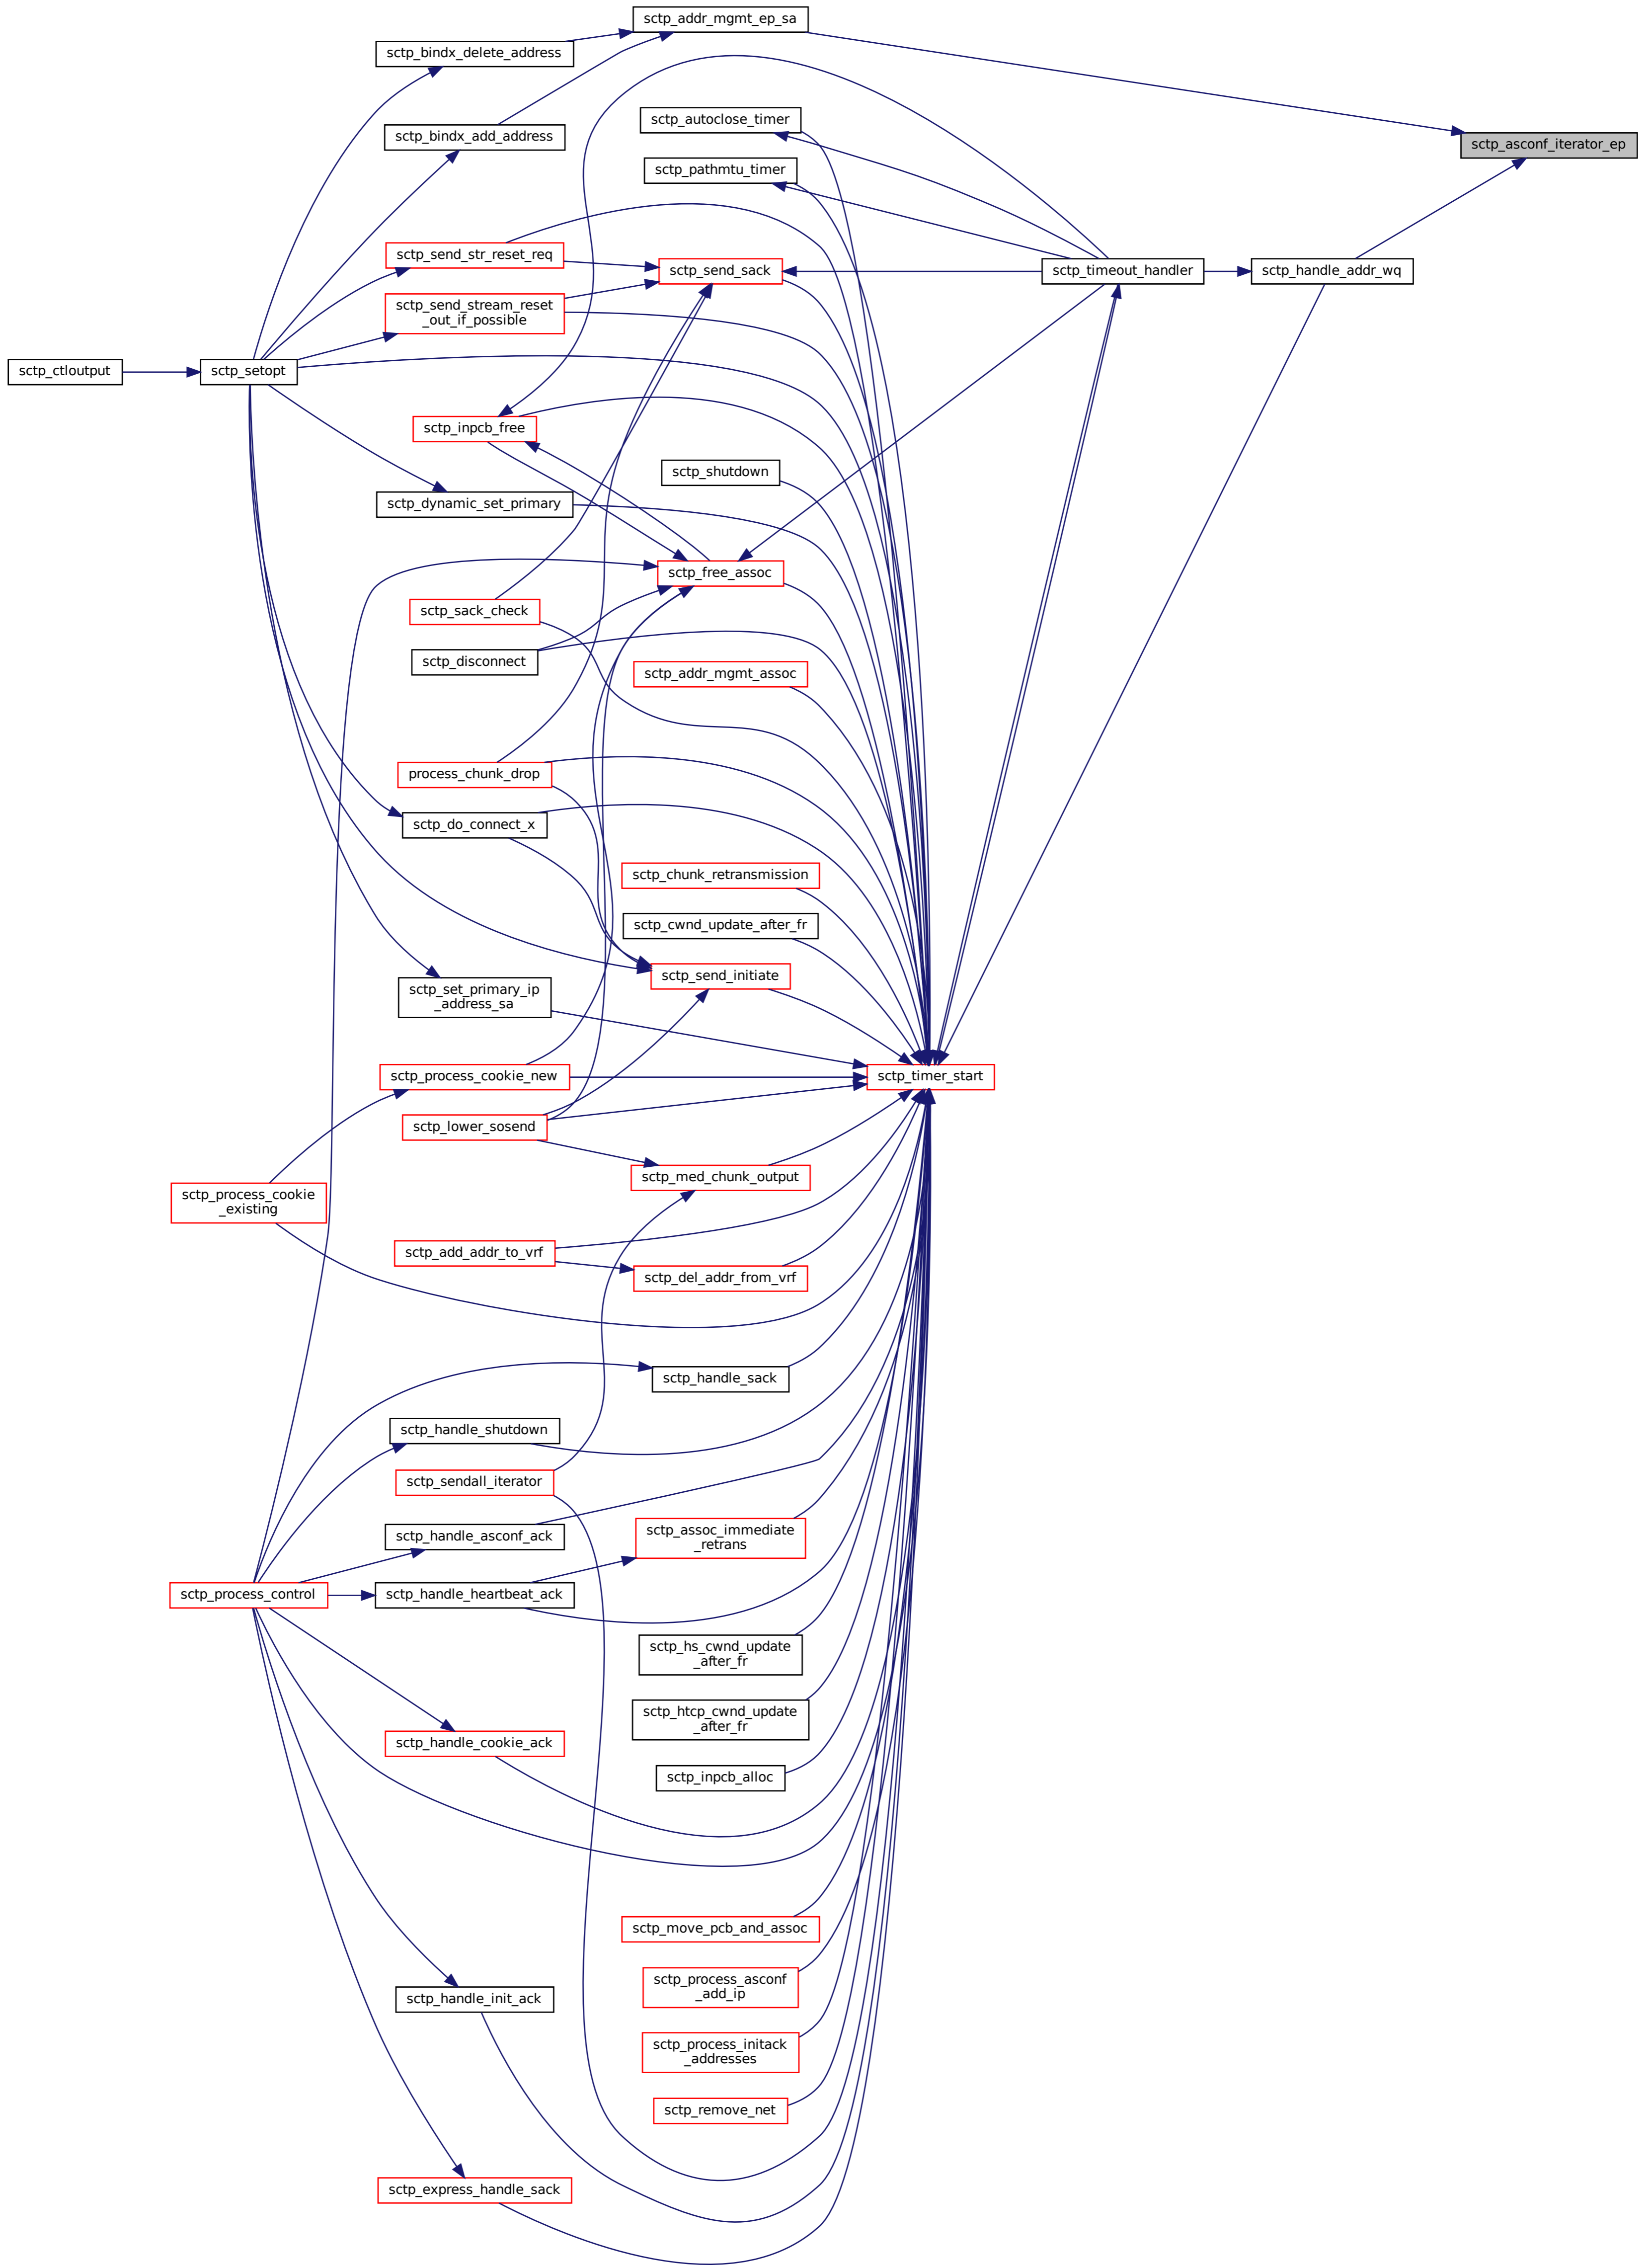 sctp_addr_mgmt_ep_sa
sctp_bindx_delete_address
sctp_autoclose_timer
sctp_bindx_add_address
sctp_asconf_iterator_ep
sctp_pathmtu_timer
sctp_send_str_reset_req
sctp_send_sack
sctp_timeout_handler
sctp_handle_addr_wq
sctp_send_stream_reset
_out_if_possible
sctp_ctloutput
sctp_setopt
sctp_inpcb_free
sctp_shutdown
sctp_dynamic_set_primary
sctp_free_assoc
sctp_sack_check
sctp_disconnect
sctp_addr_mgmt_assoc
process_chunk_drop
sctp_do_connect_x
sctp_chunk_retransmission
sctp_cwnd_update_after_fr
sctp_send_initiate
sctp_set_primary_ip
_address_sa
sctp_process_cookie_new
sctp_timer_start
sctp_lower_sosend
sctp_med_chunk_output
sctp_process_cookie
_existing
sctp_add_addr_to_vrf
sctp_del_addr_from_vrf
sctp_handle_sack
sctp_handle_shutdown
sctp_sendall_iterator
sctp_handle_asconf_ack
sctp_assoc_immediate
_retrans
sctp_process_control
sctp_handle_heartbeat_ack
sctp_hs_cwnd_update
_after_fr
sctp_htcp_cwnd_update
_after_fr
sctp_handle_cookie_ack
sctp_inpcb_alloc
sctp_move_pcb_and_assoc
sctp_process_asconf
_add_ip
sctp_handle_init_ack
sctp_process_initack
_addresses
sctp_remove_net
sctp_express_handle_sack